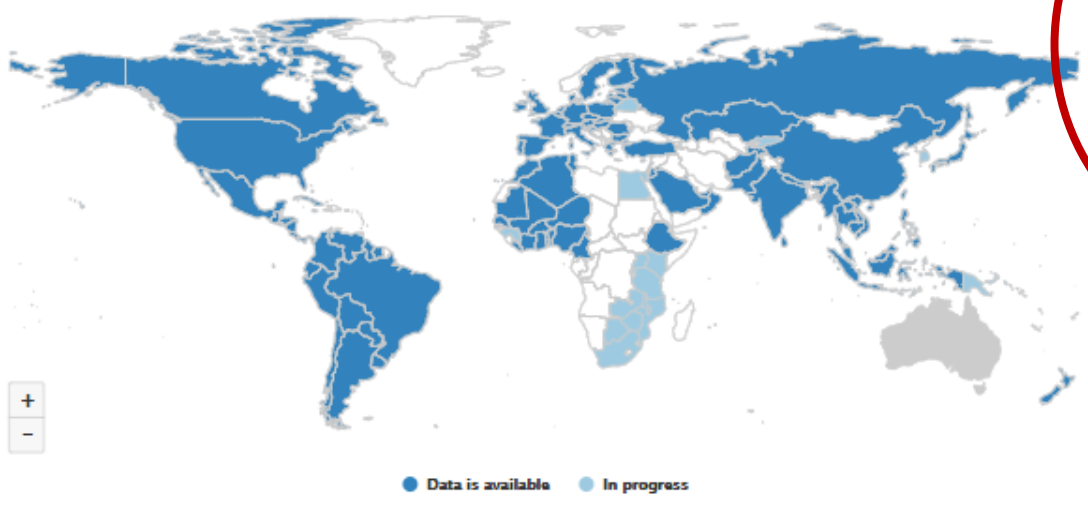 +
−
Data is available
In progress